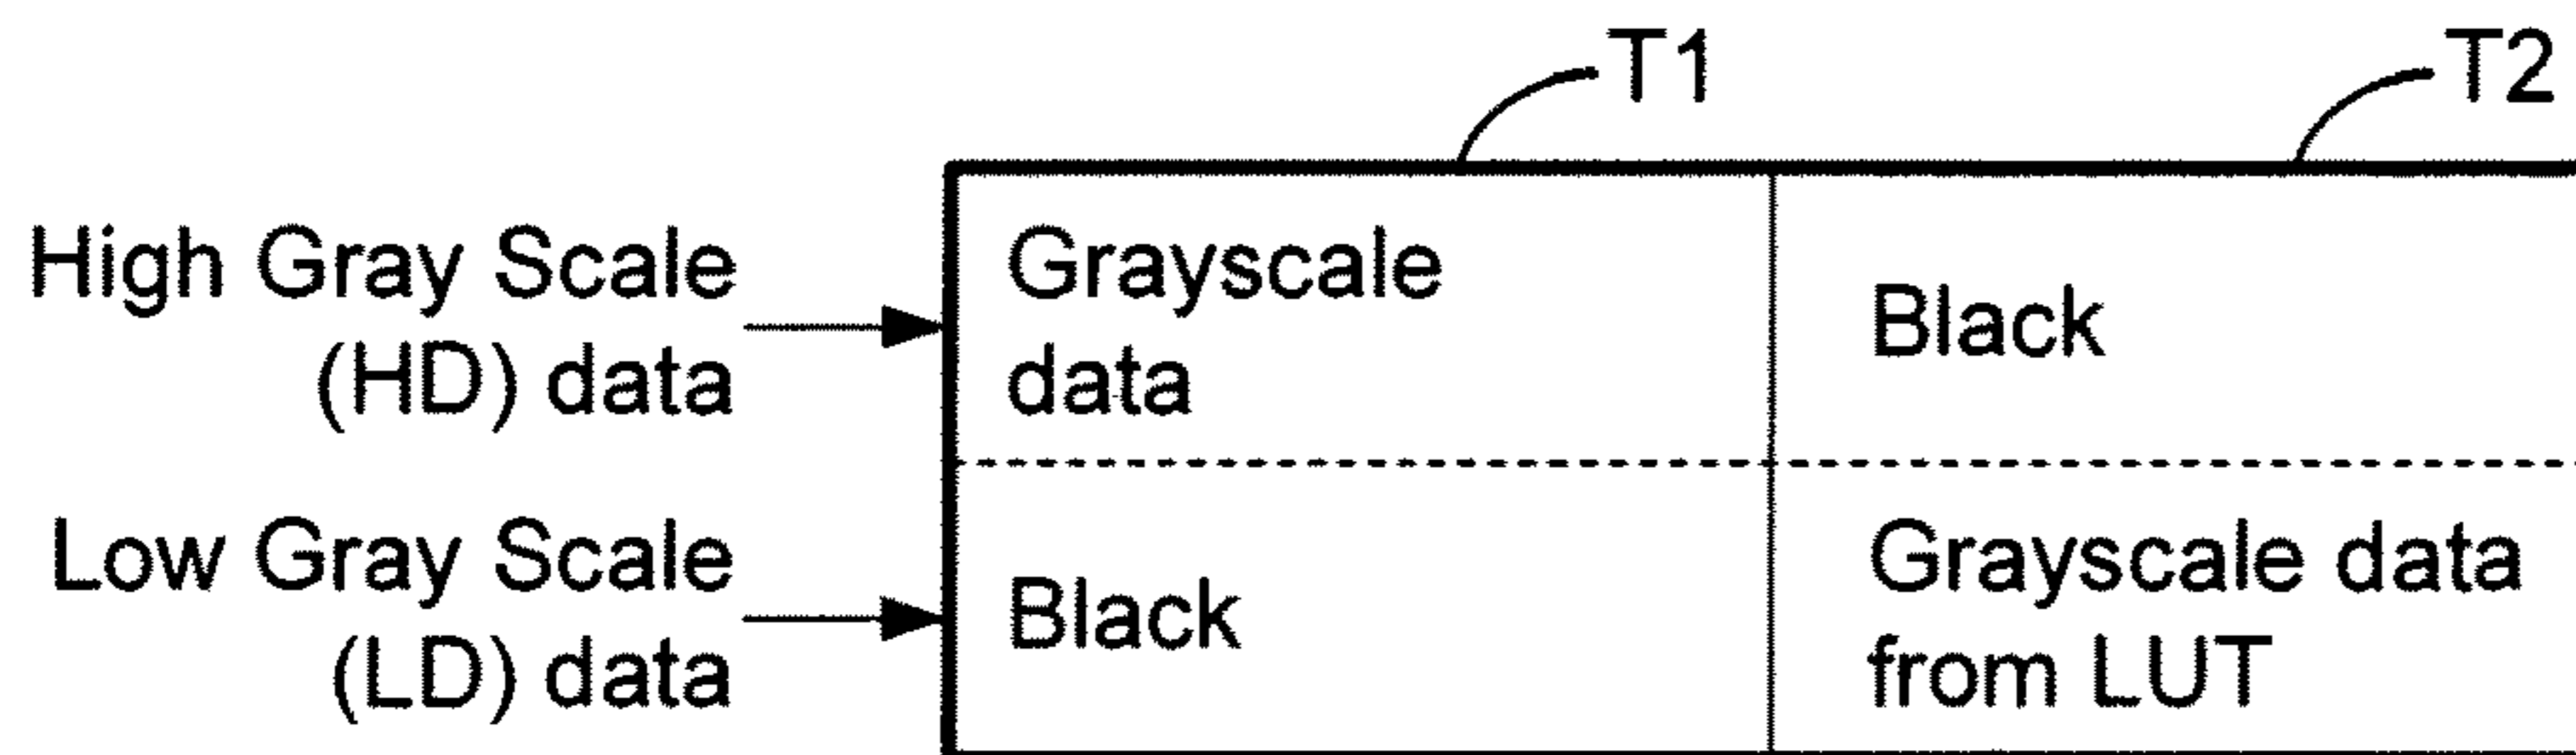 T1
T2
High Gray Scale
(HD) data
Grayscale
data
Black
Low Gray Scale
(LD) data
Black
Grayscale data
from LUT